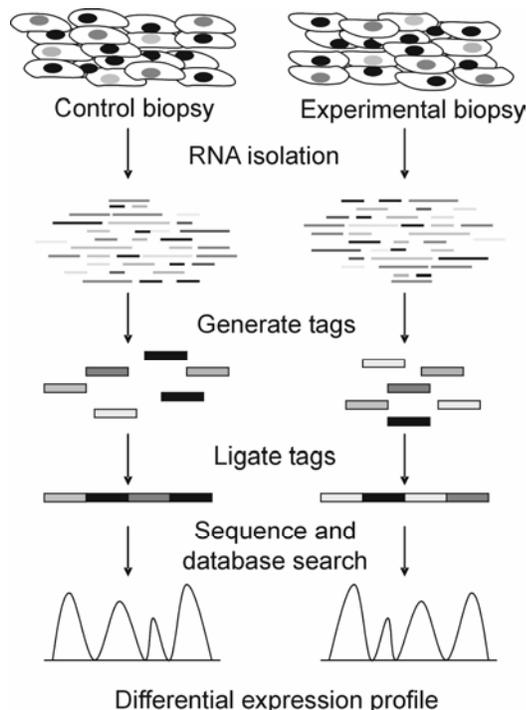 Control biopsy
Experimental biopsy
RNA isolation
Generate tags
Ligate tags
Sequence and
database search
Differential expression profile